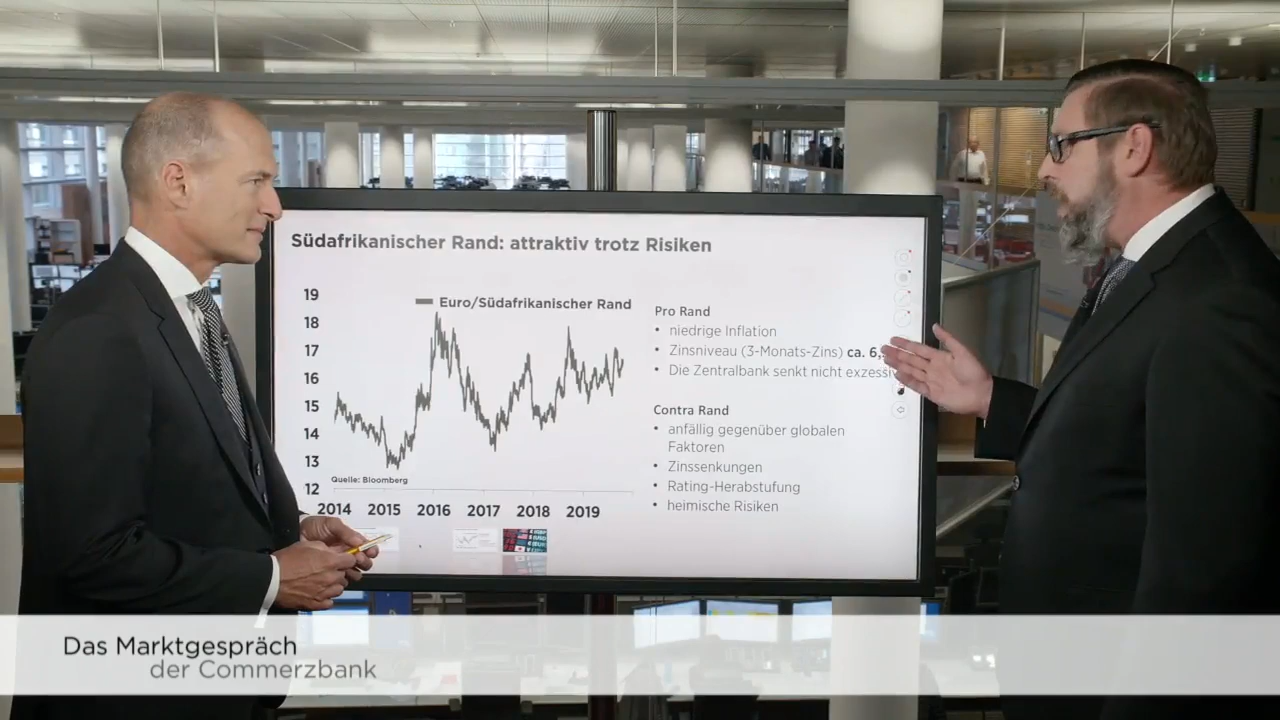 Südafrikanischer Rand: attraktiv trotz Risiken
Euro/Südafrikanischer Rand
19
18
17
16
15
14
13
12
Quelle: Bloomberg
2014 2015 2016 2017 2018 2019
Pro Rand
• niedrige Inflation
• Zinsniveau (3-Monats-Zins) ca. 6,
• Die Zentralbank senkt nicht
Contra Rand
• anfällig gegenüber globalen
Faktoren
• Zinssenkungen
• Rating-Herabstufung
• heimische Risiken
Das Marktgespräch
der Commerzbank